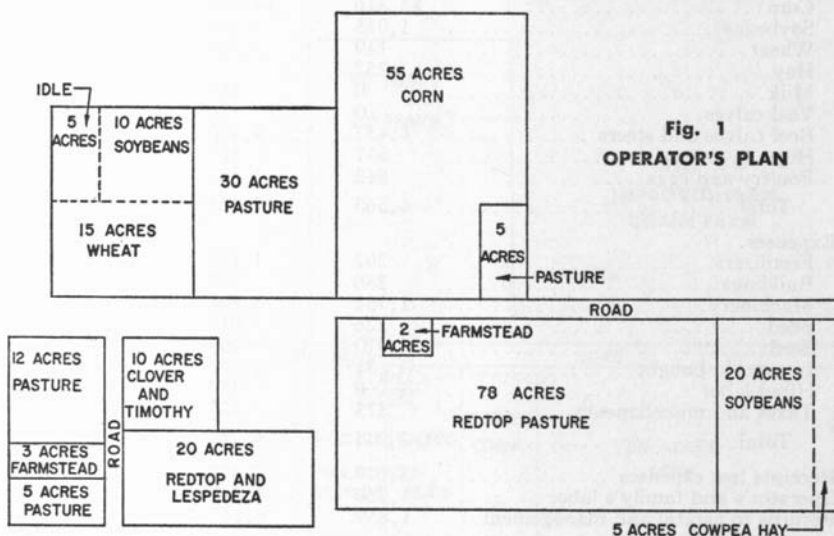 55 ACRES
CORN
IDLE
5
ACRES
10 ACRES
SOYBEANS
Fig. 1
OPERATOR'S PLAN
30 ACRES
PASTURE
15 ACRES
WHEAT
5
ACRES
PASTURE
ROAD
2
ACRES
FARMSTEAD
12 ACRES
PASTURE
10 ACRES
CLOVER
AND
TIMOTHY
20 ACRES
SOYBEANS
78 ACRES
REDTOP PASTURE
ROAD
3 ACRES
FARMSTEAD
20 ACRES
REDTOP AND
LESPEDEZA
5 ACRES
PASTURE
5 ACRES COWPEA HAY